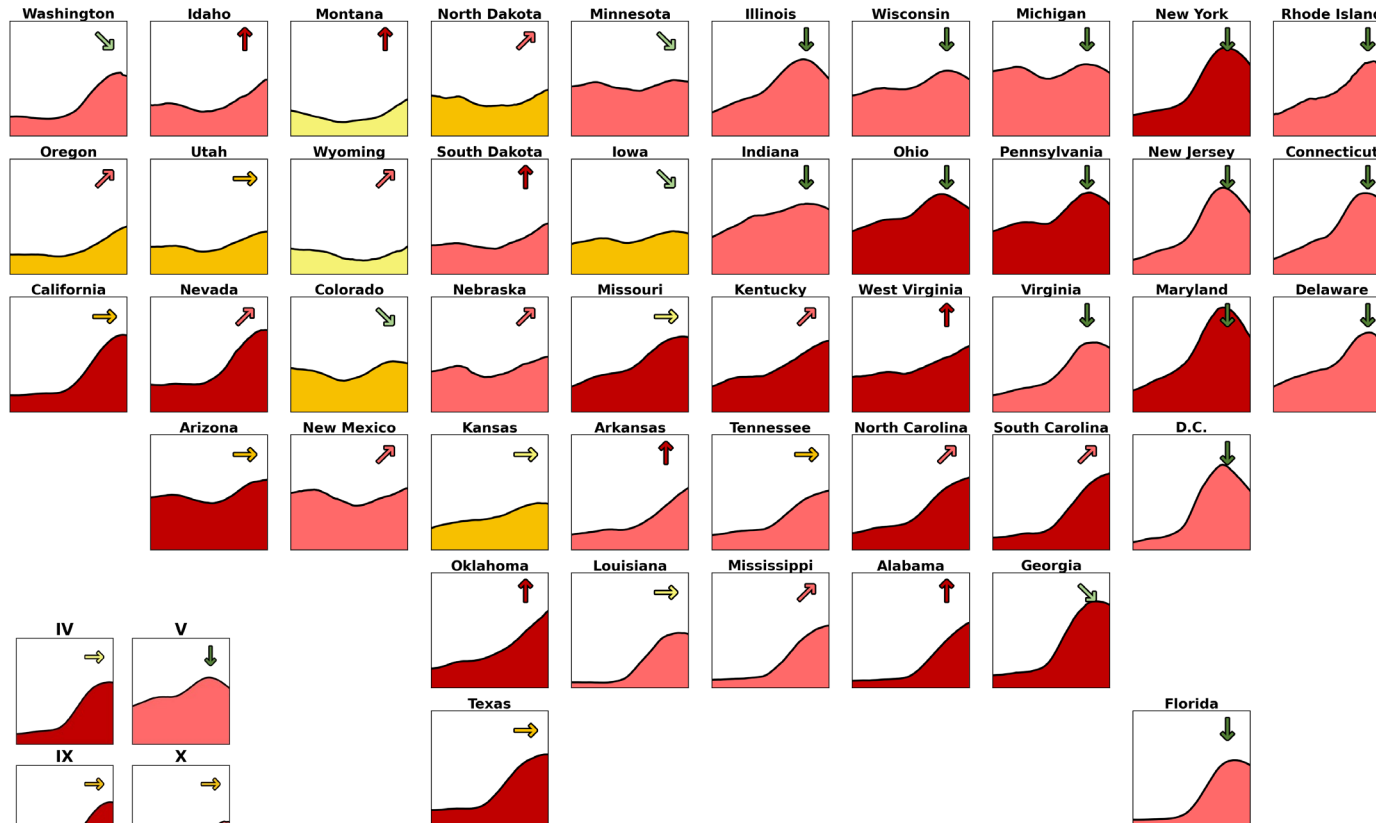 Washington Idaho Montana North Dakota Minnesota Illinois Wisconsin Michigan New York Rhode Island
Oregon Utah Wyoming South Dakota Iowa Indiana Ohio Pennsylvania New Jersey Connecticut
California Nevada Colorado Nebraska Missouri Kentucky West Virginia Virginia Maryland Delaware
Arizona New Mexico Kansas Arkansas Tennessee North Carolina South Carolina D.C.
Oklahoma Louisiana Mississippi Alabama Georgia
IV V
Texas Florida
IX X